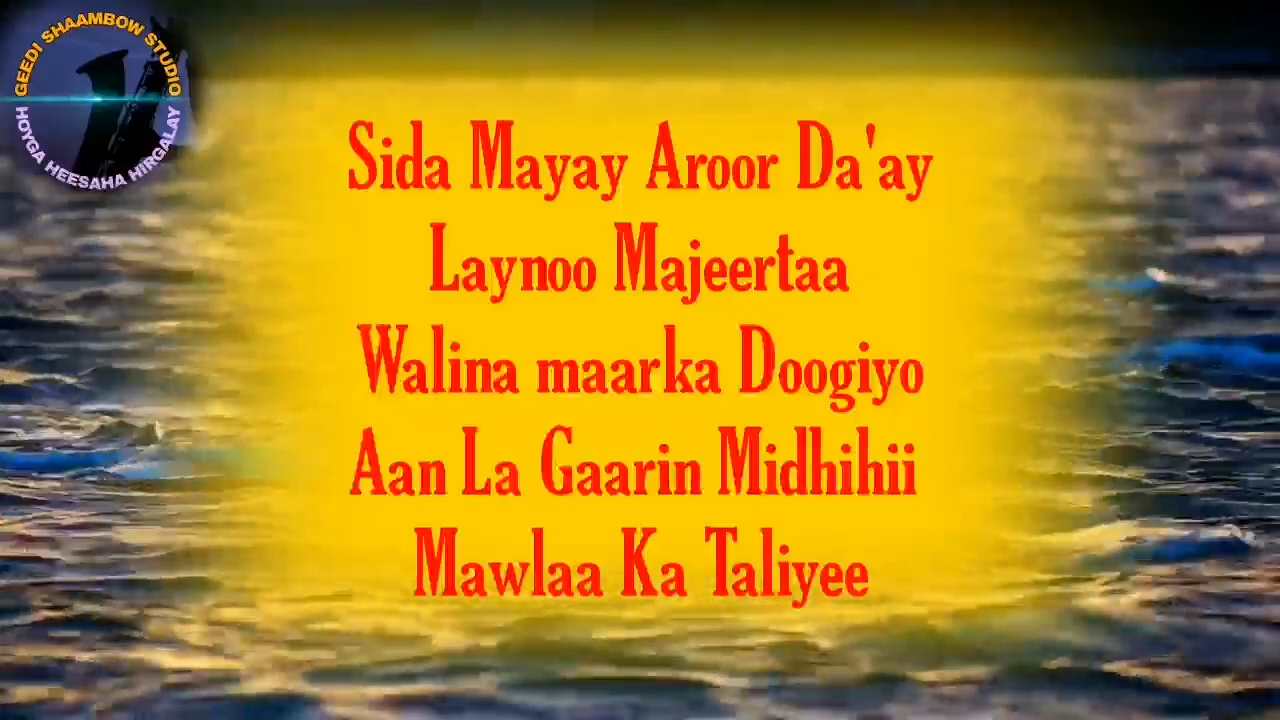 GEEDI SHAAMBOW STUDIO
HOYGA HEESAHA HIRGALAY
Sida Mayay Aroor Da'ay
Laynoo Majeertaa
Walina maarka Doogiyo
Aan La Gaarin Midhihii
Mawlaa Ka Taliyee